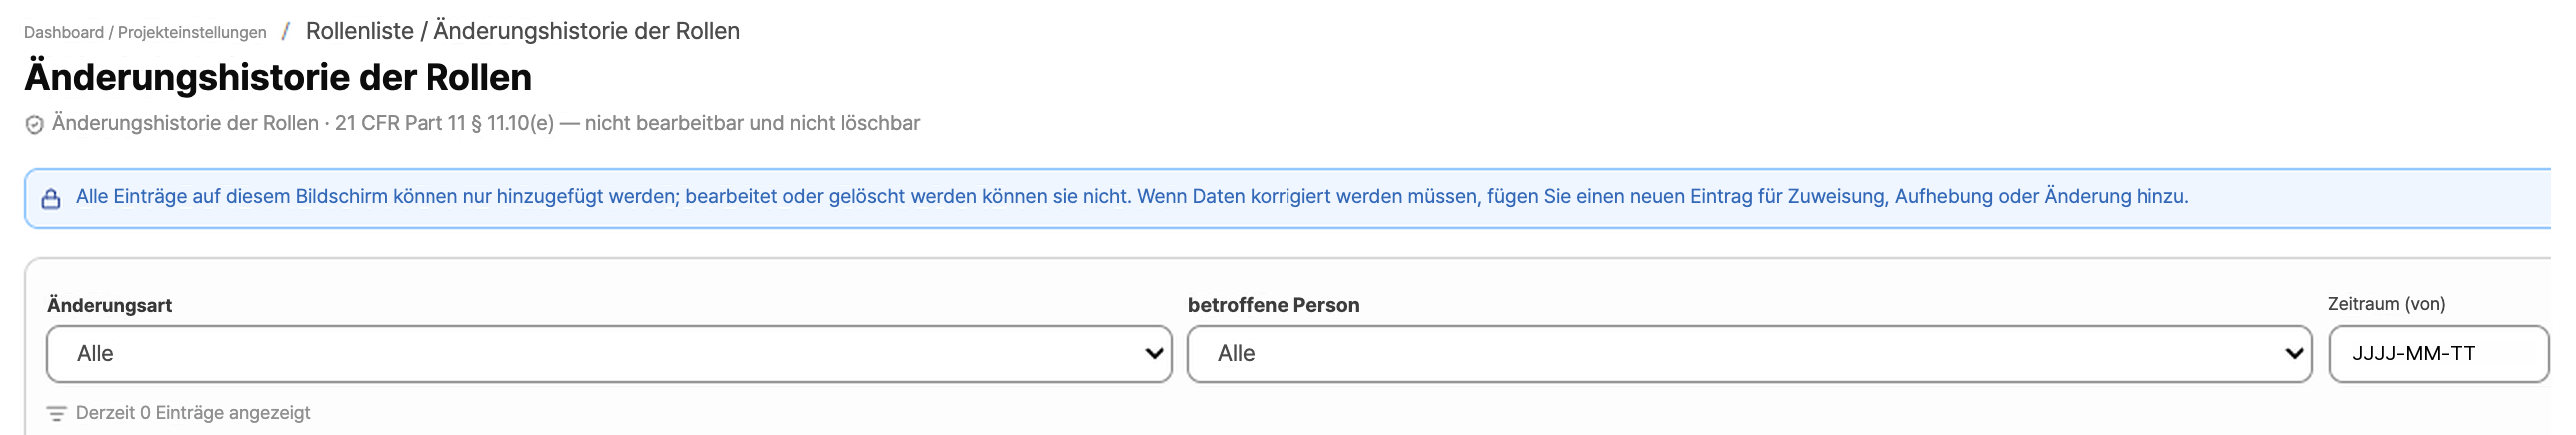 Dashboard / Projekteinstellungen / Rollenliste / Änderungshistorie der Rollen
Änderungshistorie der Rollen
Änderungshistorie der Rollen · 21 CFR Part 11 § 11.10(e) — nicht bearbeitbar und nicht löschbar
Alle Einträge auf diesem Bildschirm können nur hinzugefügt werden; bearbeitet oder gelöscht werden können sie nicht. Wenn Daten korrigiert werden müssen, fügen Sie einen neuen Eintrag für Zuweisung, Aufhebung oder Änderung hinzu.
Änderungsart betroffene Person Zeitraum (von)
Alle Alle JJJJ-MM-TT
Derzeit 0 Einträge angezeigt